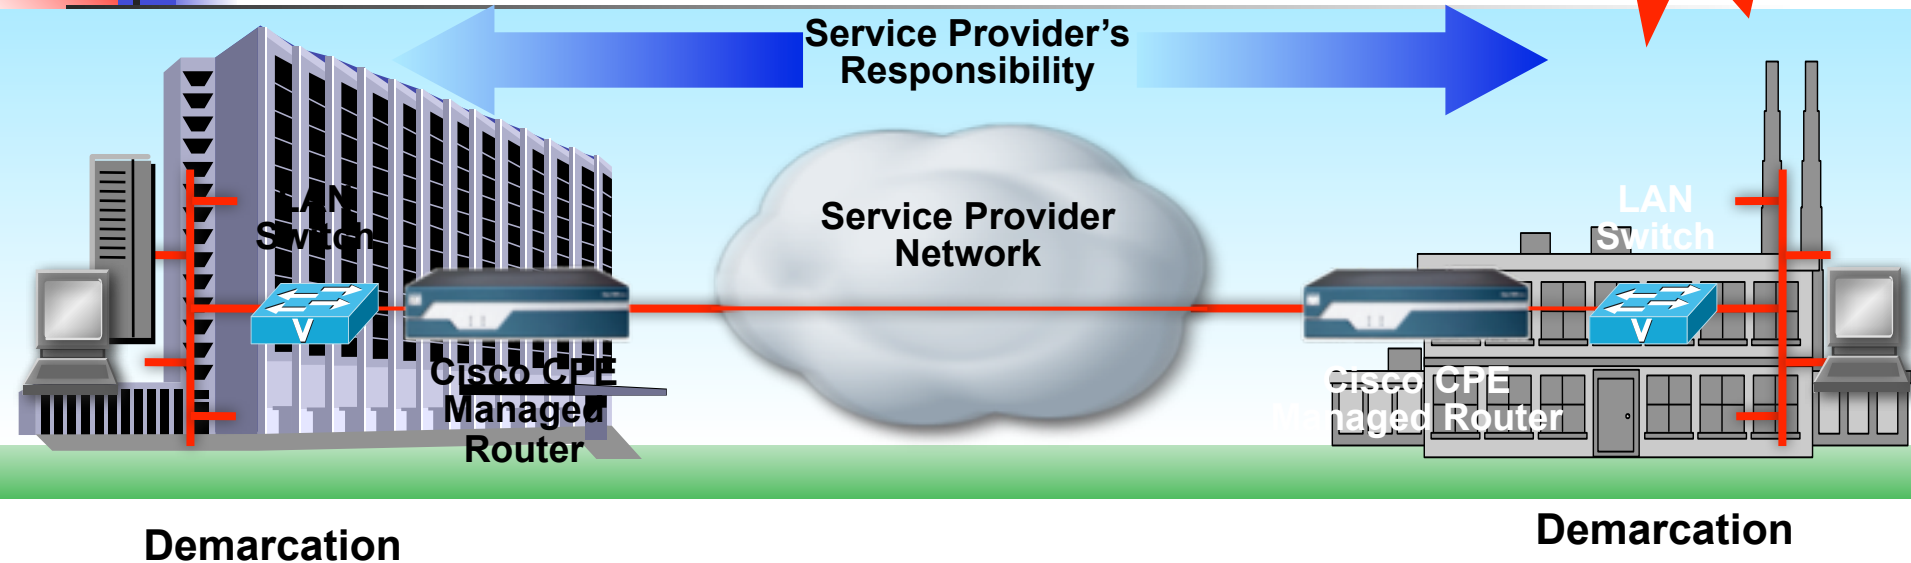 Service Provider's
Responsibility
LAN
Switch
Service Provider
Network
LAN
Switch
V
V
Cisco CPE
Managed
Router
Cisco CPE
Managed Router
Demarcation
Demarcation